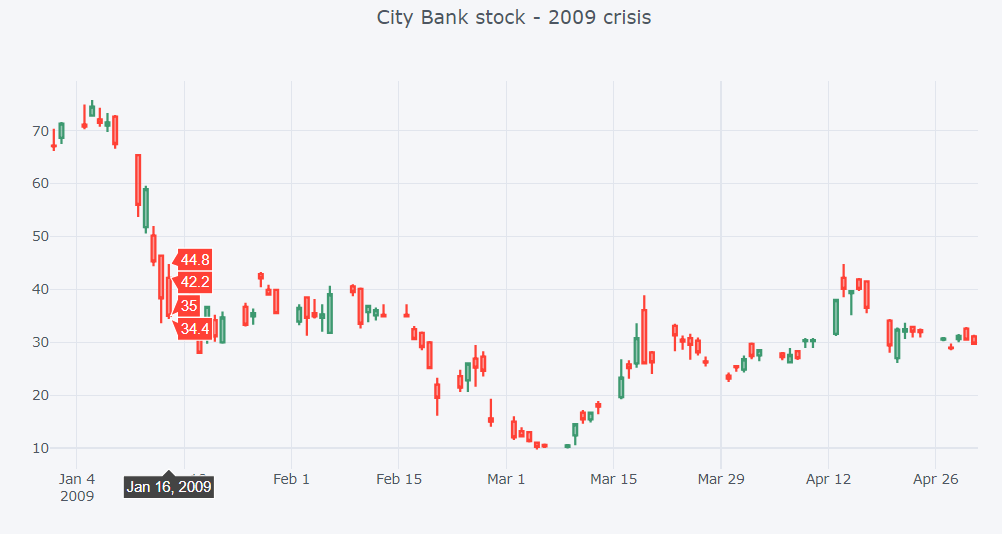 City Bank stock - 2009 crisis
70
60
50
40
30
20
10
44.8
42.2
35
34.4
Jan 4
2009
Jan 16, 2009
Feb 1
Feb 15
Mar 1
Mar 15
Mar 29
Apr 12
Apr 26